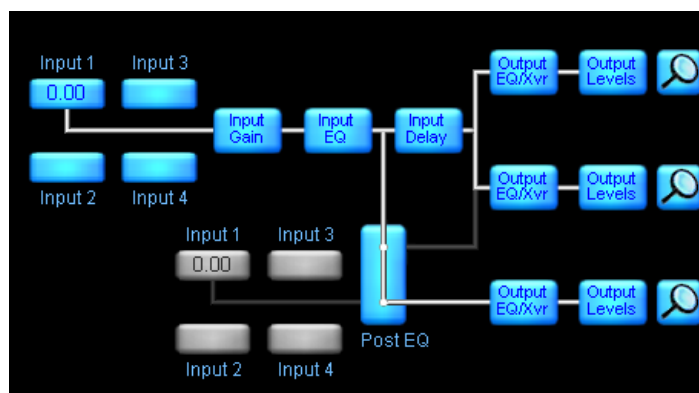 Input 1
Input 3
Output
EQ/Xvr
Output
Levels
0.00
Input
Gain
Input
EQ
Input
Delay
Input 2
Input 4
Output
EQ/Xvr
Output
Levels
Input 1
Input 3
0.00
Output
EQ/Xvr
Output
Levels
Post EQ
Input 2
Input 4